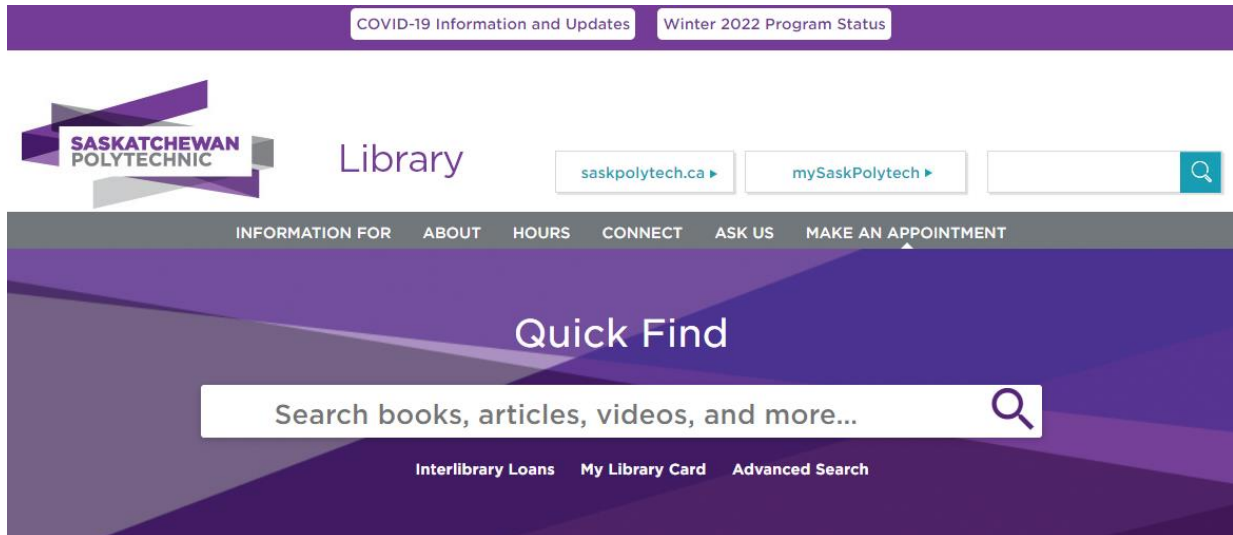 COVID-19 Information and Updates Winter 2022 Program Status
SASKATCHEWAN
POLYTECHNIC
Library
saskpolytech.ca mySaskPolytech
INFORMATION FOR ABOUT HOURS CONNECT ASK US MAKE AN APPOINTMENT
Quick Find
Search books, articles, videos, and more...
Interlibrary Loans My Library Card Advanced Search